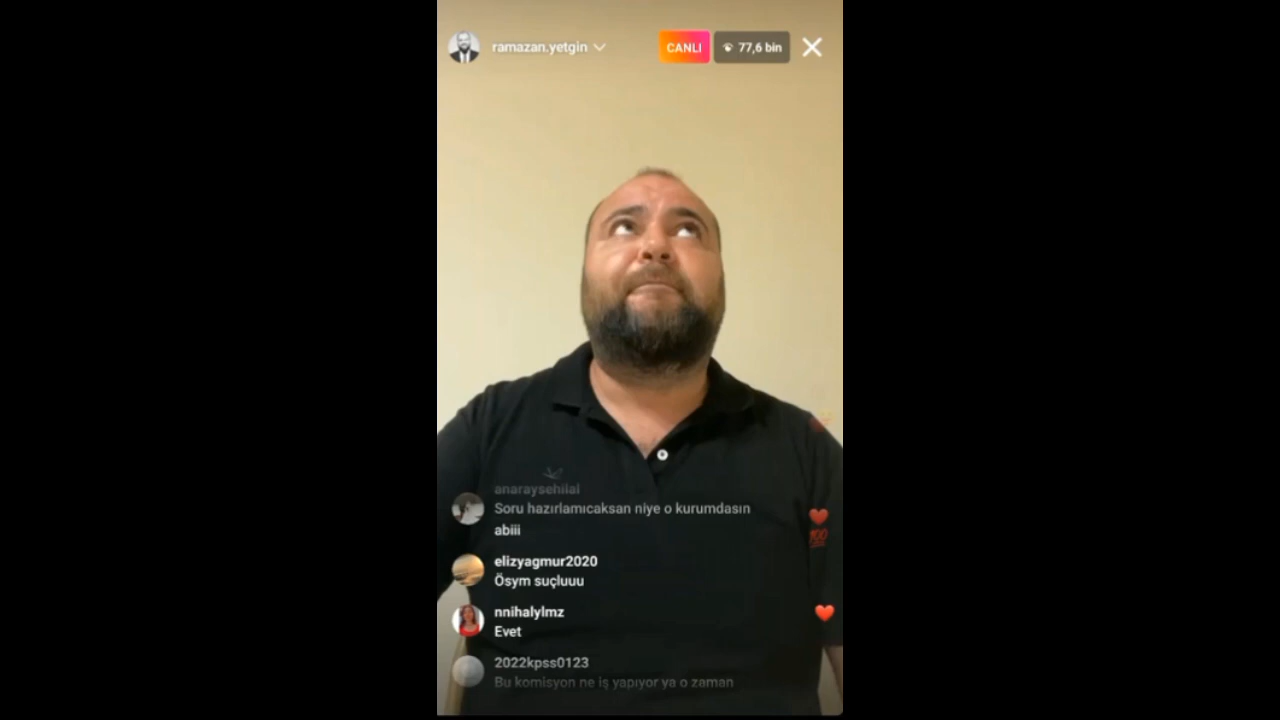 ramazan.yetgin
CANLI
77,6 bin
anaraysehilal
Soru hazırlamıcaksan niye o kurumdasın
abiii
elizyagmur2020
Ösym suçluuu
nnihalylmz
Evet
2022kpss0123
Bu komisyon ne iş yapıyor ya o zaman
100